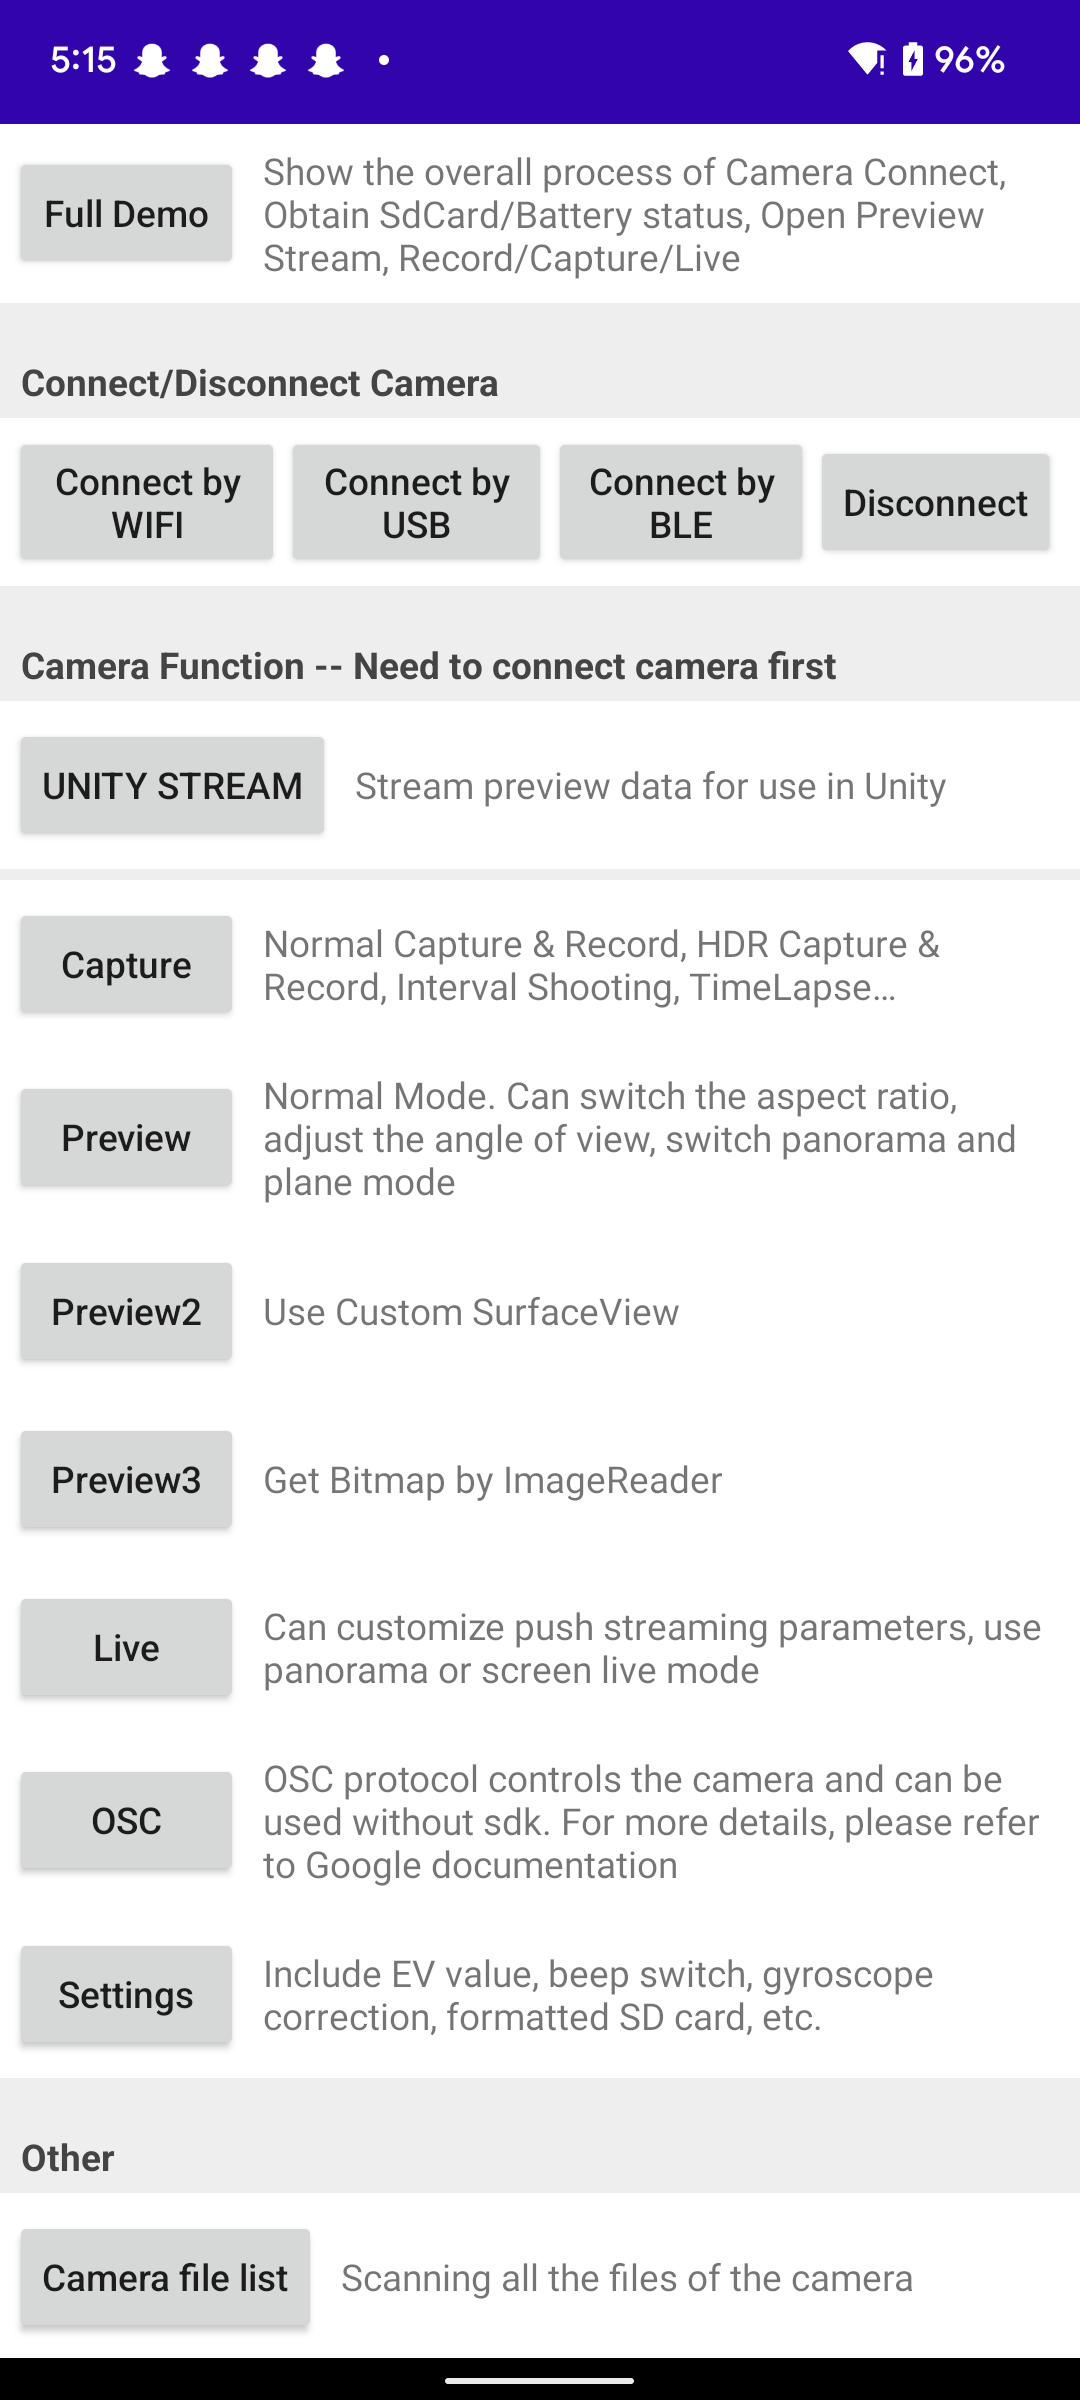 5:15
96%
Full Demo
Show the overall process of Camera Connect,
Obtain SdCard/Battery status, Open Preview
Stream, Record/Capture/Live
Connect/Disconnect Camera
Connect by
WIFI
Connect by
USB
Connect by
BLE
Disconnect
Camera Function -- Need to connect camera first
UNITY STREAM
Stream preview data for use in Unity
Capture
Normal Capture & Record, HDR Capture &
Record, Interval Shooting, TimeLapse...
Preview
Normal Mode. Can switch the aspect ratio,
adjust the angle of view, switch panorama and
plane mode
Preview2
Use Custom SurfaceView
Preview3
Get Bitmap by ImageReader
Live
Can customize push streaming parameters, use
panorama or screen live mode
OSC
OSC protocol controls the camera and can be
used without sdk. For more details, please refer
to Google documentation
Settings
Include EV value, beep switch, gyroscope
correction, formatted SD card, etc.
Other
Camera file list
Scanning all the files of the camera